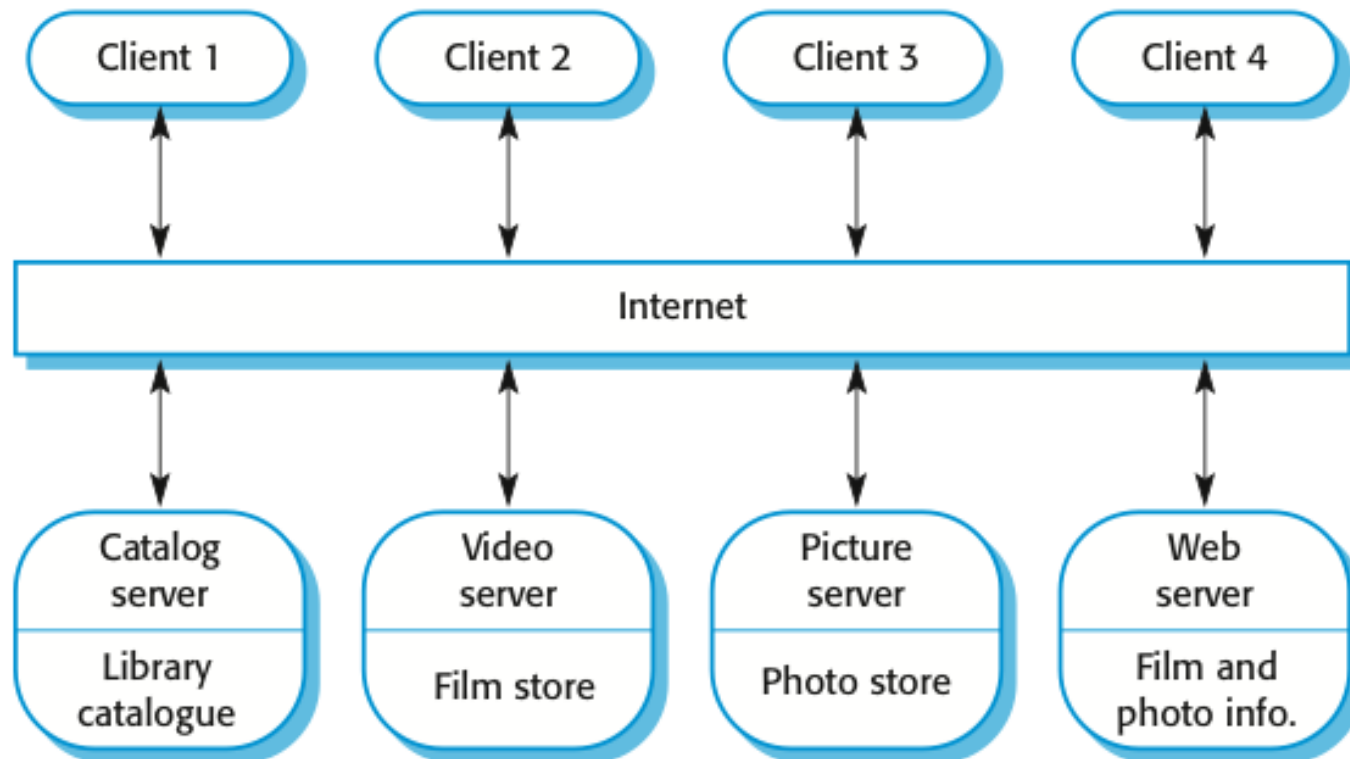 Client 1
Client 2
Client 3
Client 4
Internet
Catalog
server
Library
catalogue
Video
server
Film store
Picture
server
Photo store
Web
server
Film and
photo info.